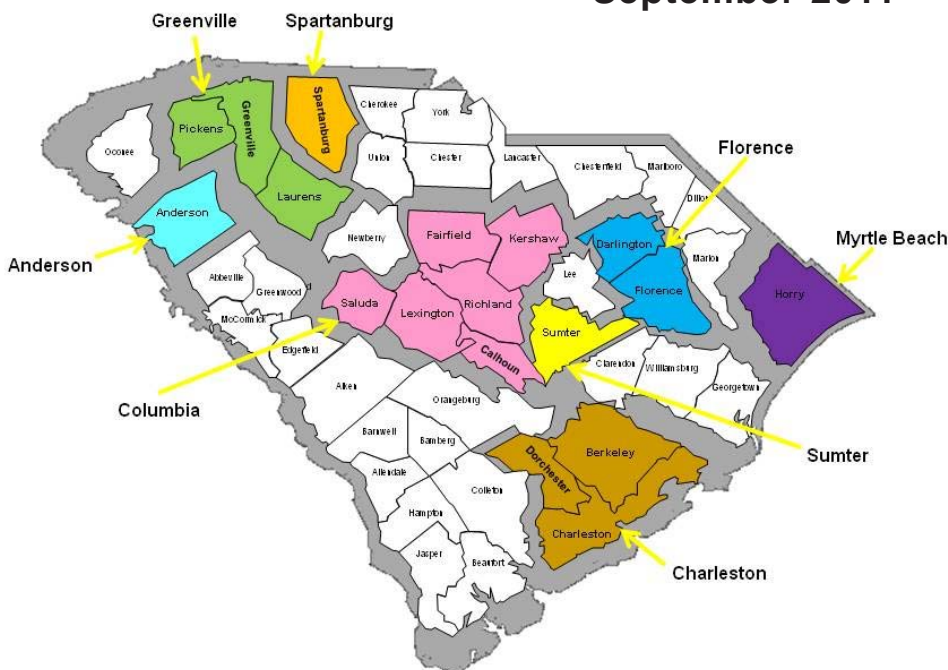 September 2011
Greenville
Spartanburg
Cherokee
York
Spartanburg
Greenville
Pickens
Oconee
Union
Chester
Lancaster
Chesterfield
Marlboro
Florence
Dillon
Laurens
Anderson
Newberry
Fairfield
Kershaw
Darlington
Marion
Myrtle Beach
Anderson
Abbeville
Greenwood
Saluda
Lexington
Richland
Lee
Florence
Horry
McCormick
Sumter
Edgefield
Calhoun
Clarendon
Williamsburg
Georgetown
Aiken
Columbia
Orangeburg
Barnwell
Bamberg
Dorchester
Berkeley
Sumter
Allendale
Colleton
Hampton
Charleston
Jasper
Beaufort
Charleston